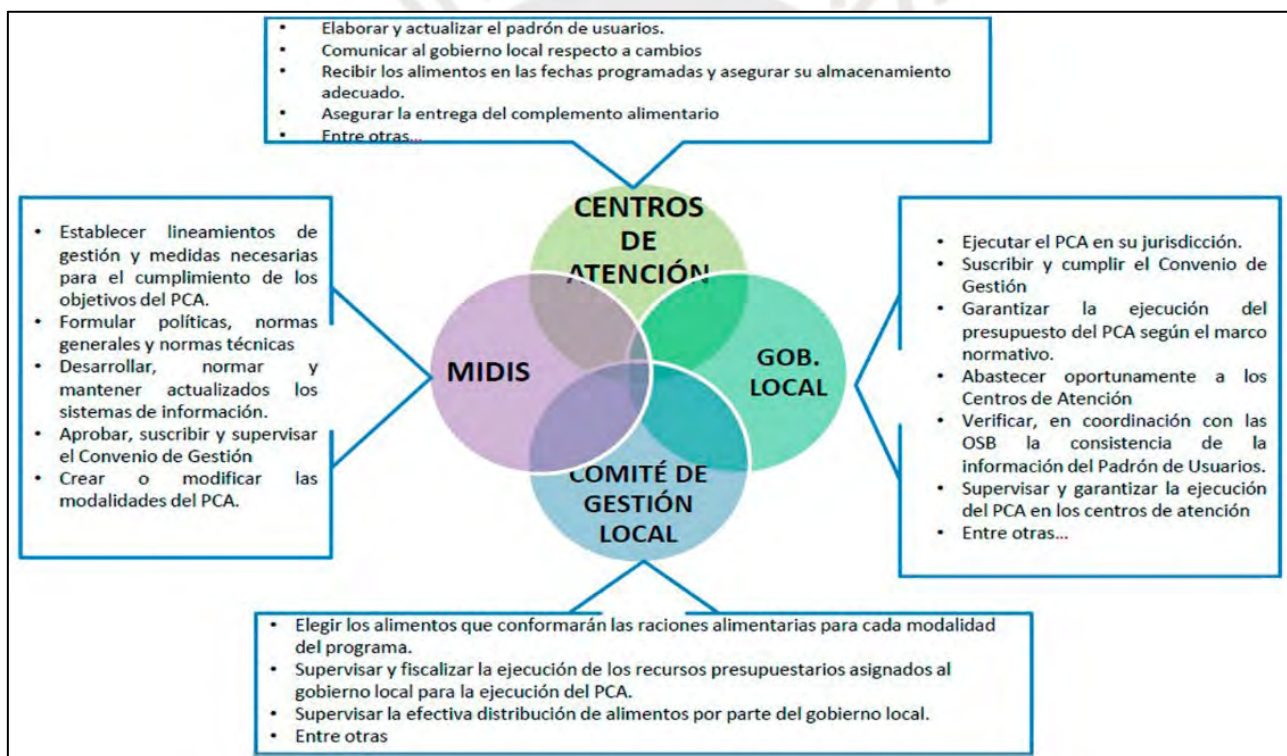 • Elaborar y actualizar el padrón de usuarios.
• Comunicar al gobierno local respecto a cambios
• Recibir los alimentos en las fechas programadas y asegurar su almacenamiento
adecuado.
• Asegurar la entrega del complemento alimentario
• Entre otras...
CENTROS
DE
ATENCIÓN
• Establecer lineamientos de
gestión y medidas necesarias
para el cumplimiento de los
objetivos del PCA.
• Formular políticas, normas
generales y normas técnicas
• Desarrollar, normar y
mantener actualizados los
sistemas de información.
• Aprobar, suscribir y supervisar
el Convenio de Gestión
• Crear o modificar las
modalidades del PCA.
MIDIS
GOB.
LOCAL
• Ejecutar el PCA en su jurisdicción.
• Suscribir y cumplir el Convenio de
Gestión
• Garantizar la ejecución del
presupuesto del PCA según el marco
normativo.
• Abastecer oportunamente a los
Centros de Atención
• Verificar, en coordinación con las
OSB la consistencia de la
información del Padrón de Usuarios.
• Supervisar y garantizar la ejecución
del PCA en los centros de atención
• Entre otras...
COMITÉ DE
GESTIÓN
LOCAL
• Elegir los alimentos que conformarán las raciones alimentarias para cada modalidad
del programa.
• Supervisar y fiscalizar la ejecución de los recursos presupuestarios asignados al
gobierno local para la ejecución del PCA.
• Supervisar la efectiva distribución de alimentos por parte del gobierno local.
• Entre otras